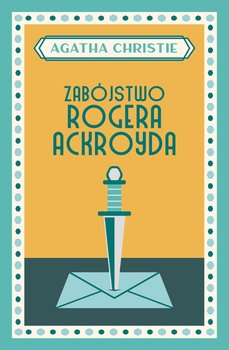 AGATHA CHRISTIE
ZABÓJSTWO
ROGERA
ACKROYDA